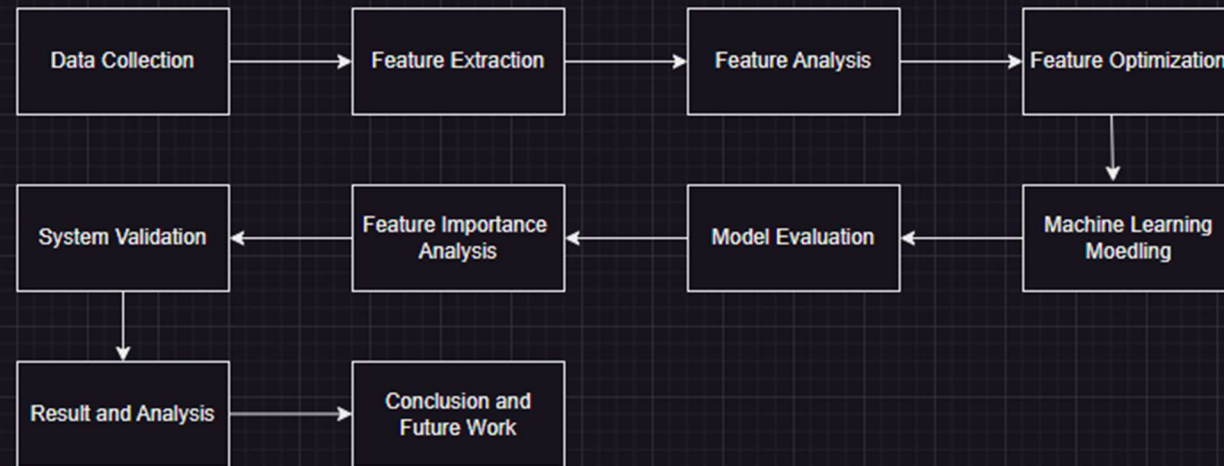 Data Collection
Feature Extraction
Feature Analysis
Feature Optimization
System Validation
Feature Importance
Analysis
Model Evaluation
Machine Learning
Moedling
Result and Analysis
Conclusion and
Future Work